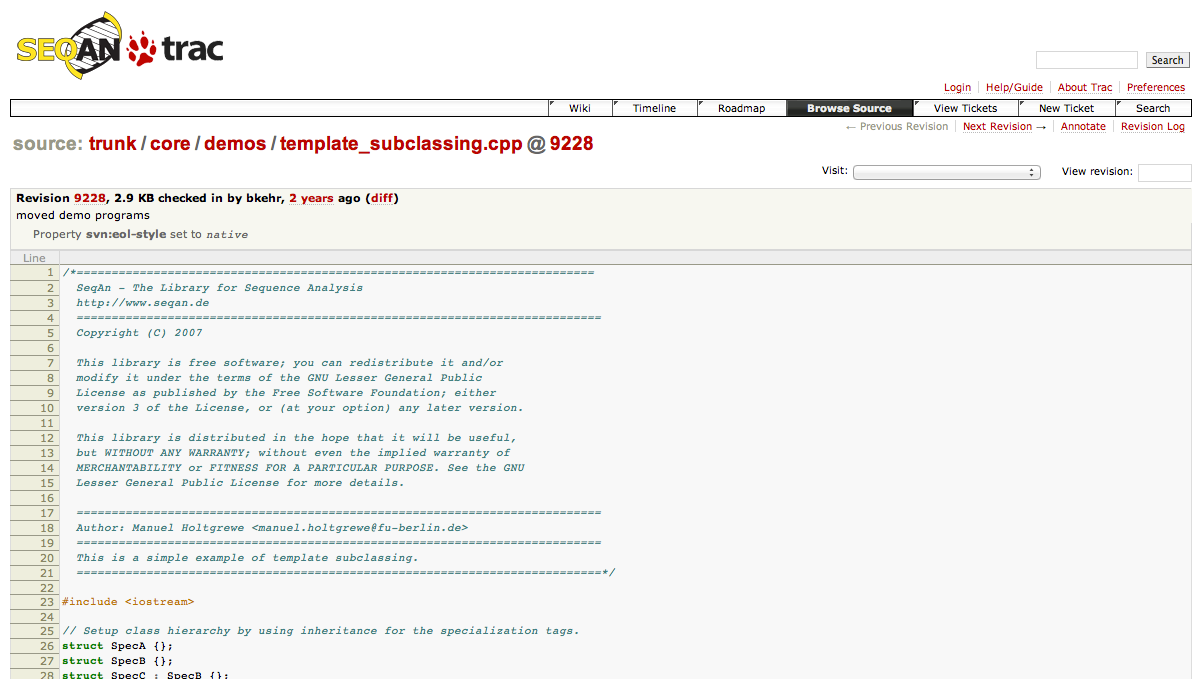 SEQAN trac
Search
Login Help/Guide About Trac Preferences
Wiki Timeline Roadmap Browse Source View Tickets New Ticket Search
← Previous Revision Next Revision → Annotate Revision Log
source: trunk / core / demos / template_subclassing.cpp @ 9228
Visit: View revision:
Revision 9228, 2.9 KB checked in by bkehr, 2 years ago (diff)
moved demo programs
Property svn:eol-style set to native
Line
1 /*==========================================================================
2 SeqAn - The Library for Sequence Analysis
3 http://www.seqan.de
4 ===========================================================================
5 Copyright (C) 2007
6
7 This library is free software; you can redistribute it and/or
8 modify it under the terms of the GNU Lesser General Public
9 License as published by the Free Software Foundation; either
10 version 3 of the License, or (at your option) any later version.
11
12 This library is distributed in the hope that it will be useful,
13 but WITHOUT ANY WARRANTY; without even the implied warranty of
14 MERCHANTABILITY or FITNESS FOR A PARTICULAR PURPOSE. See the GNU
15 Lesser General Public License for more details.
16
17 ===========================================================================
18 Author: Manuel Holtgrewe <manuel.holtgrewe@fu-berlin.de>
19 ===========================================================================
20 This is a simple example of template subclassing.
21 ===========================================================================*/
22
23 #include <iostream>
24
25 // Setup class hierarchy by using inheritance for the specialization tags.
26 struct SpecA {};
27 struct SpecB {};
28 struct SpecC : SpecB {};